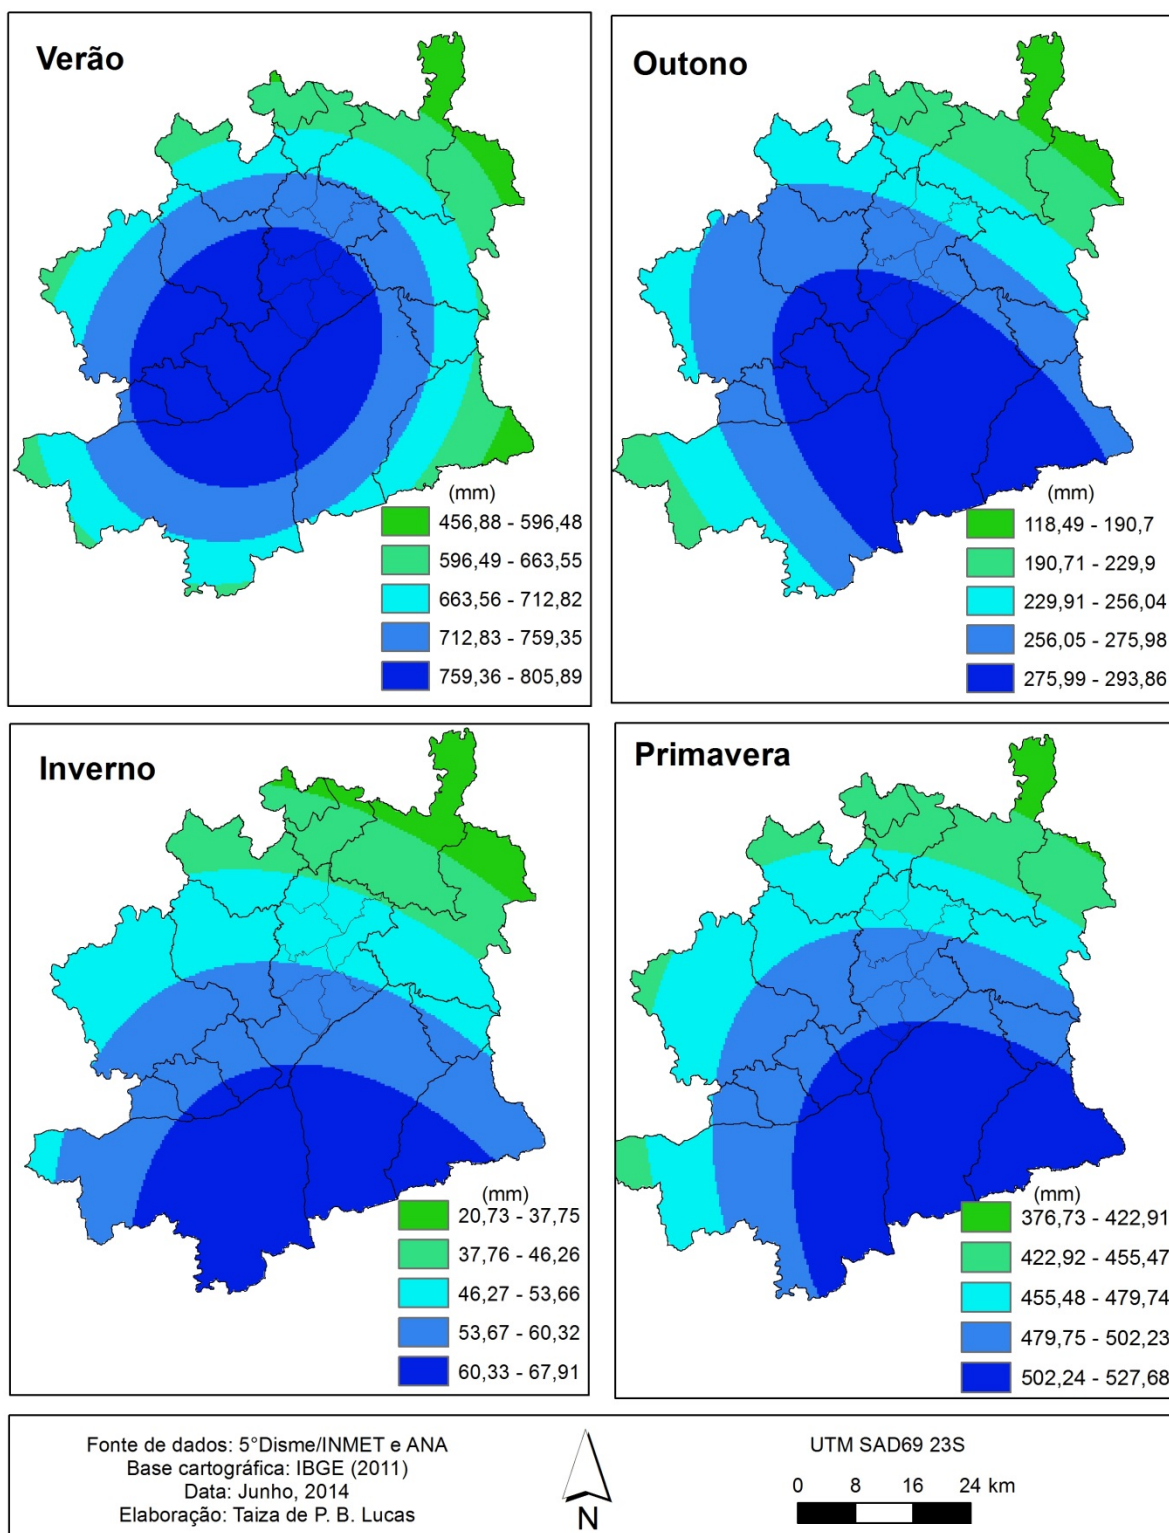 Verão
(mm)
456,88 - 596,48
596,49 - 663,55
663,56 - 712,82
712,83 - 759,35
759,36 - 805,89
Outono
(mm)
118,49 - 190,7
190,71 - 229,9
229,91 - 256,04
256,05 - 275,98
275,99 - 293,86
Inverno
(mm)
20,73 - 37,75
37,76 - 46,26
46,27 - 53,66
53,67 - 60,32
60,33 - 67,91
Primavera
(mm)
376,73 - 422,91
422,92 - 455,47
455,48 - 479,74
479,75 - 502,23
502,24 - 527,68
Fonte de dados: 5°Disme/INMET e ANA
Base cartográfica: IBGE (2011)
Data: Junho, 2014
Elaboração: Taiza de P. B. Lucas
N
UTM SAD69 23S
0 8 16 24 km